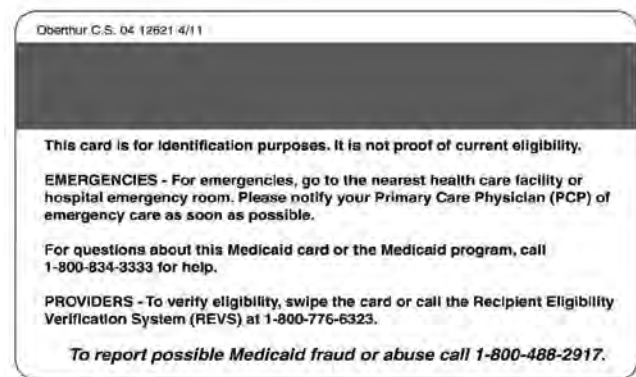 Oberthur C.S. 04 12621 4/11
This card is for identification purposes. It is not proof of current eligibility.
EMERGENCIES - For emergencies, go to the nearest health care facility or
hospital emergency room. Please notify your Primary Care Physician (PCP) of
emergency care as soon as possible.
For questions about this Medicaid card or the Medicaid program, call
1-800-834-3333 for help.
PROVIDERS - To verify eligibility, swipe the card or call the Recipient Eligibility
Verification System (REVS) at 1-800-776-6323.
To report possible Medicaid fraud or abuse call 1-800-488-2917.